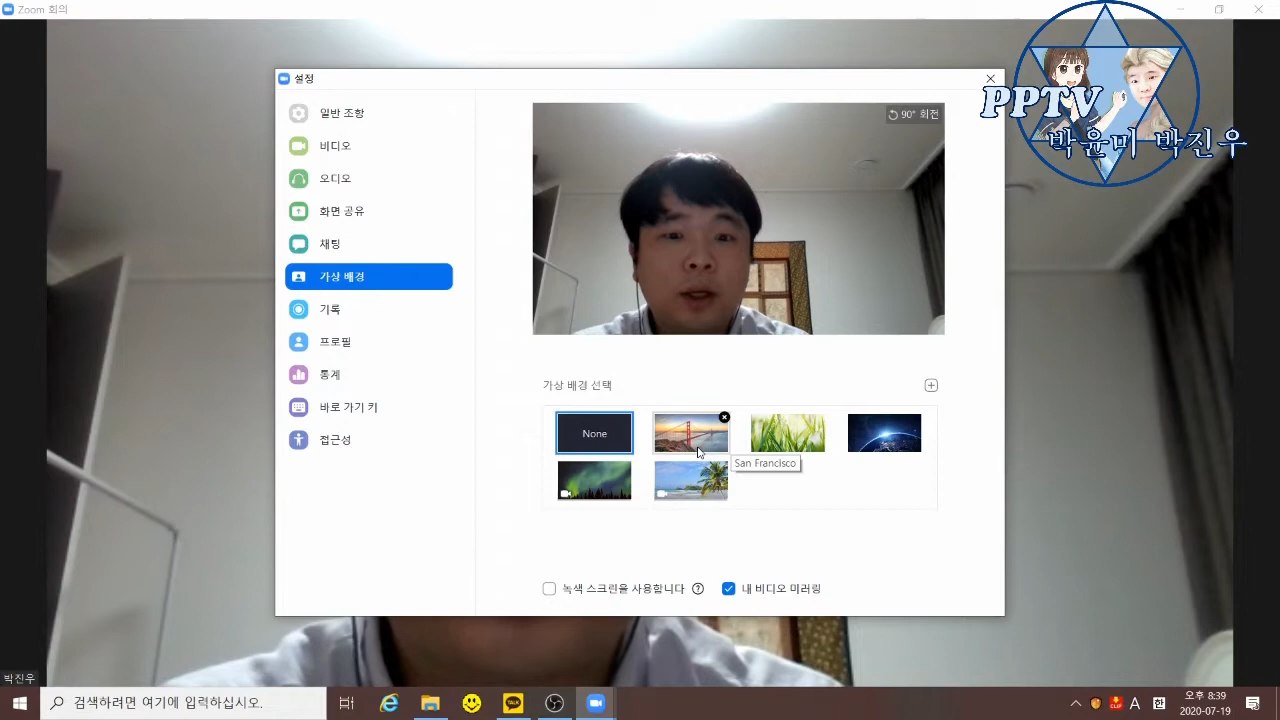 Zoom 회의
설정
PPTV
박윤미 박진우
일반 조항
90° 회전
비디오
오디오
화면 공유
채팅
가상 배경
기록
프로필
통계
바로 가기 키
접근성
가상 배경 선택
None
San Francisco
녹색 스크린을 사용합니다
내 비디오 미러링
박진우
검색하려면 여기에 입력하십시오.
TALK
CLIP
A
한
오후 8:39
2020-07-19